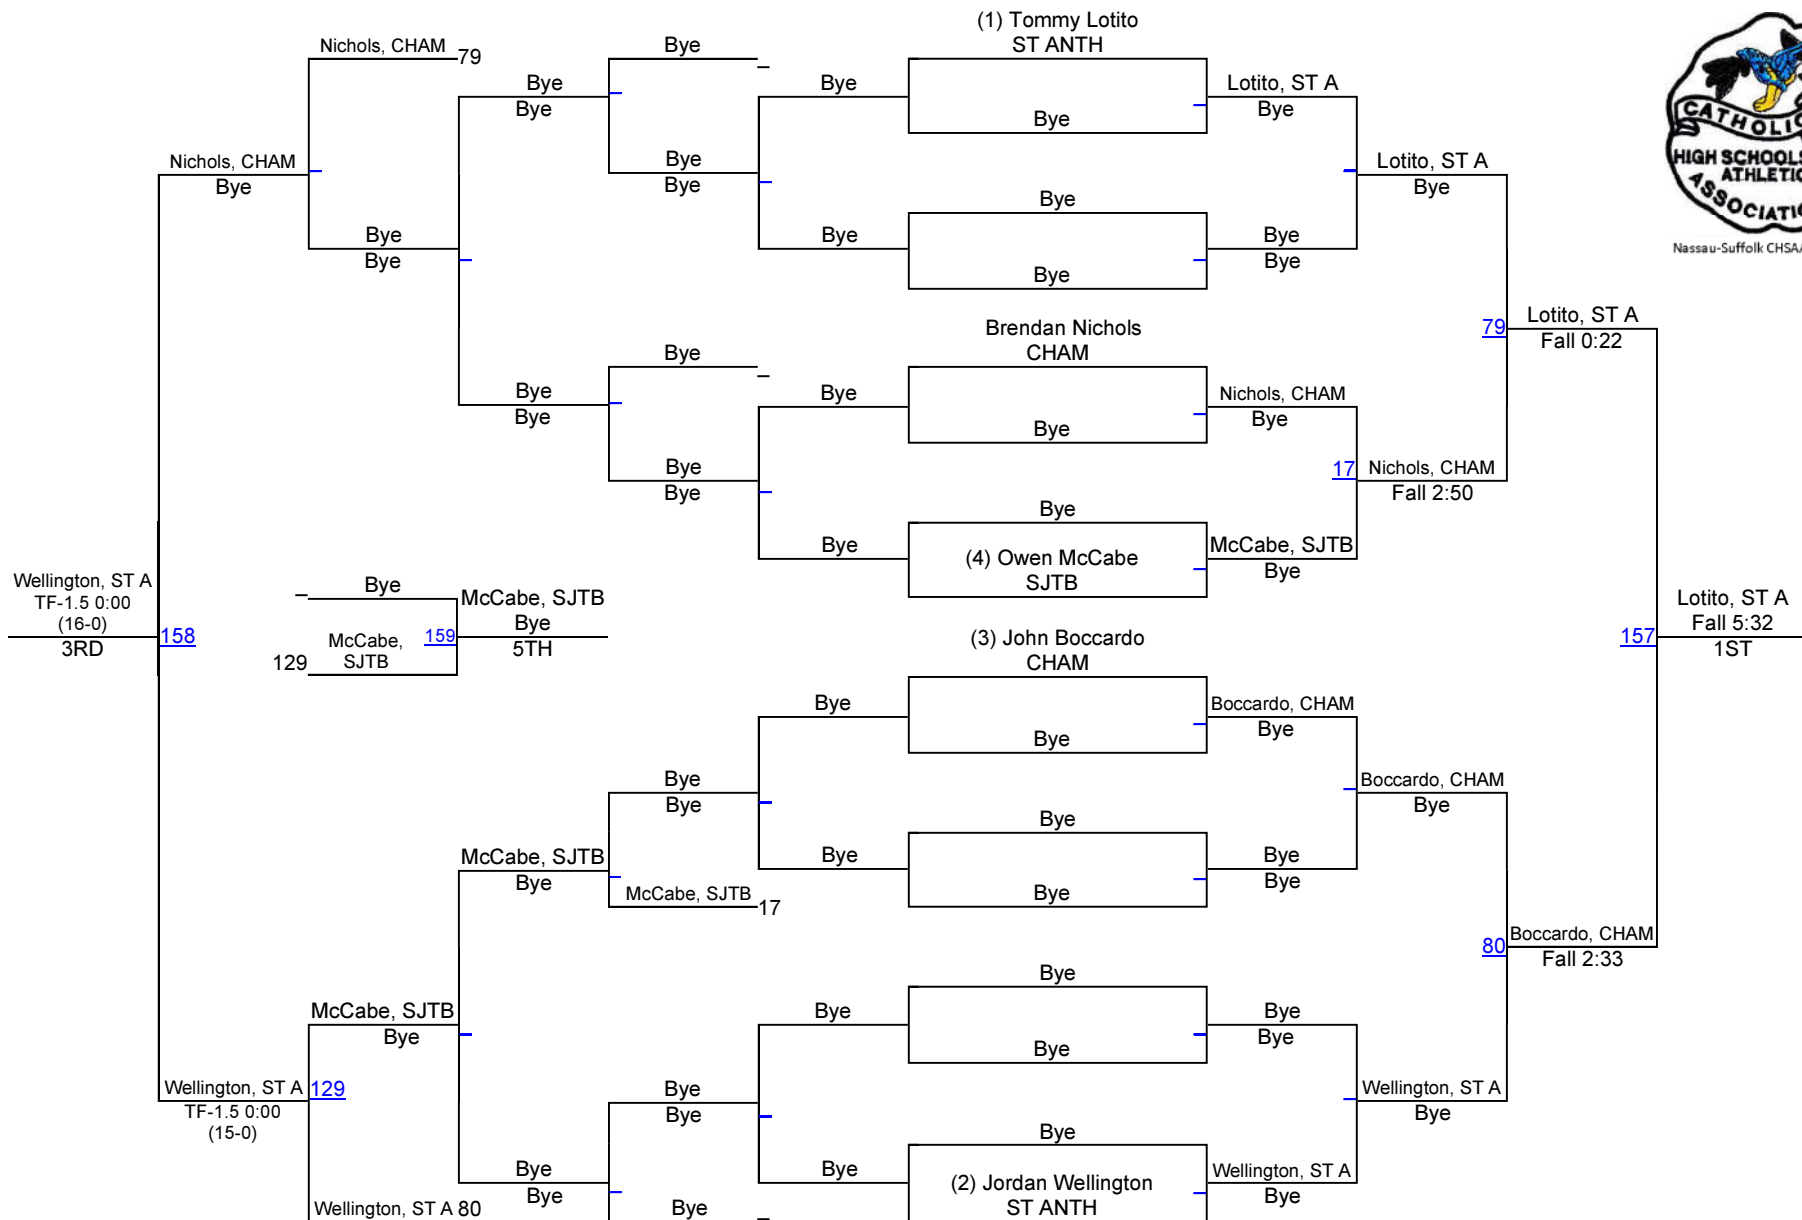 (1) Tommy Lotito
ST ANTH
Nichols, CHAM
79
Bye
Bye
Bye
Bye
Lotito, ST A
Bye
Bye
Bye
Bye
Nichols, CHAM
Bye
Lotito, ST A
Bye
Bye
Bye
Bye
Bye
Bye
Bye
Bye
Bye
CATHOLIC
HIGH SCHOOLS
ATHLETIC
ASSOCIATI
Nassau-Suffolk CHSAA
Brendan Nichols
CHAM
79
Lotito, ST A
Fall 0:22
Bye
Bye
Bye
Bye
Nichols, CHAM
Bye
Bye
Bye
Bye
17
Nichols, CHAM
Fall 2:50
Bye
Bye
(4) Owen McCabe
SJTB
McCabe, SJTB
Bye
Wellington, ST A
TF-1.5 0:00
(16-0)
3RD
158
Bye
McCabe,
SJTB
129
159
McCabe, SJTB
Bye
5TH
157
Lotito, ST A
Fall 5:32
1ST
(3) John Boccardo
CHAM
Bye
Boccardo, CHAM
Bye
Bye
Bye
Bye
Boccardo, CHAM
Bye
Bye
Bye
Bye
Bye
Bye
McCabe, SJTB
Bye
McCabe, SJTB
17
80
Boccardo, CHAM
Fall 2:33
Bye
Bye
Bye
Bye
Bye
McCabe, SJTB
Bye
Wellington, ST A
TF-1.5 0:00
(15-0)
129
Bye
Bye
Wellington, ST A
Bye
Bye
Bye
Bye
Bye
(2) Jordan Wellington
ST ANTH
Wellington, ST A
Bye
Wellington, ST A
80
Bye